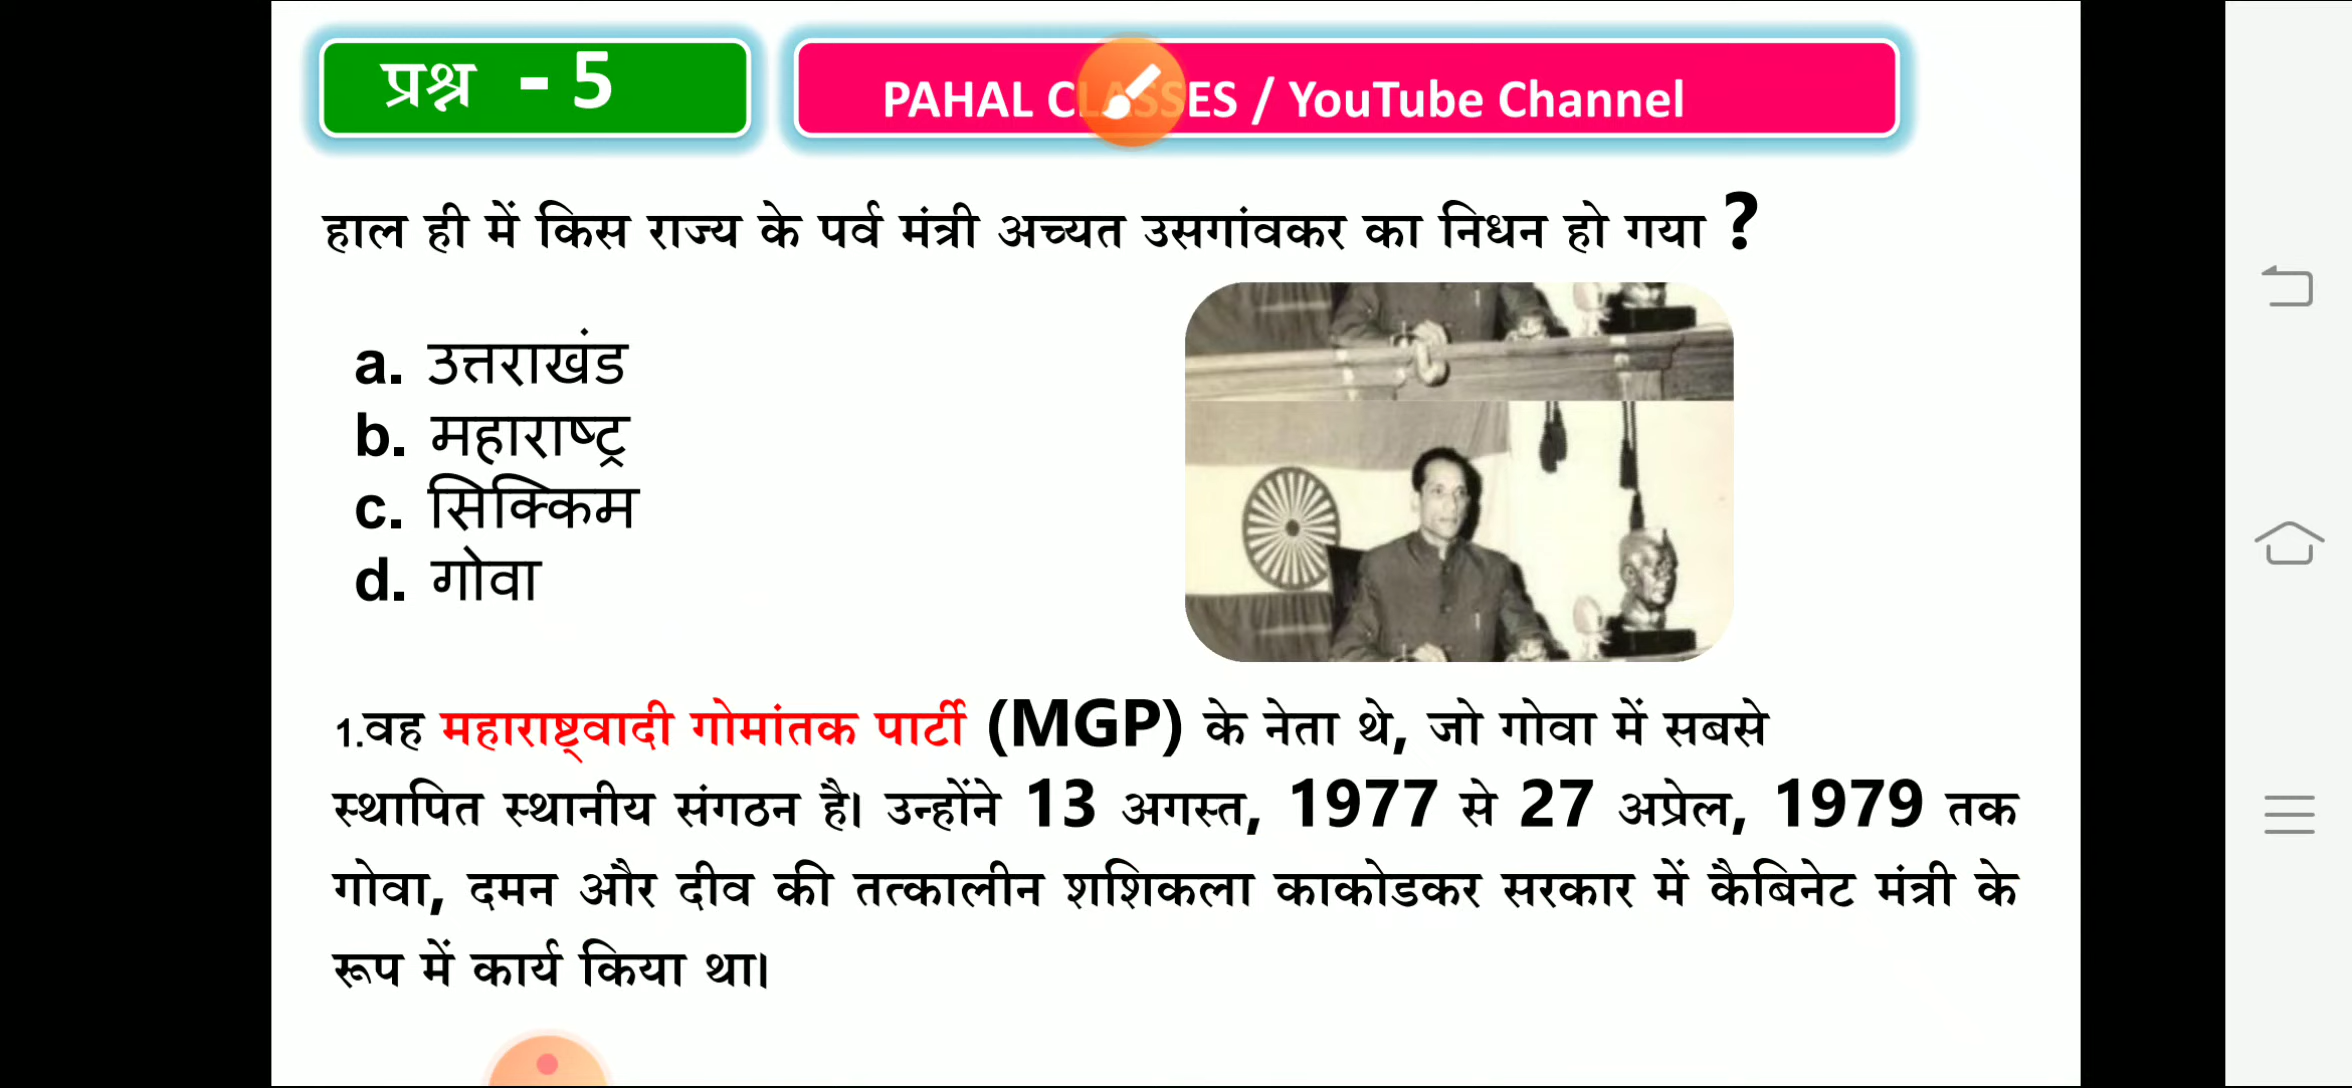 प्रश्न - 5
PAHAL CLASSES / YouTube Channel
हाल ही में किस राज्य के पर्व मंत्री अच्यत उसगांवकर का निधन हो गया ?
a. उत्तराखंड
b. महाराष्ट्र
c. सिक्किम
d. गोवा
1.वह महाराष्ट्रवादी गोमांतक पार्टी (MGP) के नेता थे, जो गोवा में सबसे
स्थापित स्थानीय संगठन है। उन्होंने 13 अगस्त, 1977 से 27 अप्रेल, 1979 तक
गोवा, दमन और दीव की तत्कालीन शशिकला काकोडकर सरकार में कैबिनेट मंत्री के
रूप में कार्य किया था।